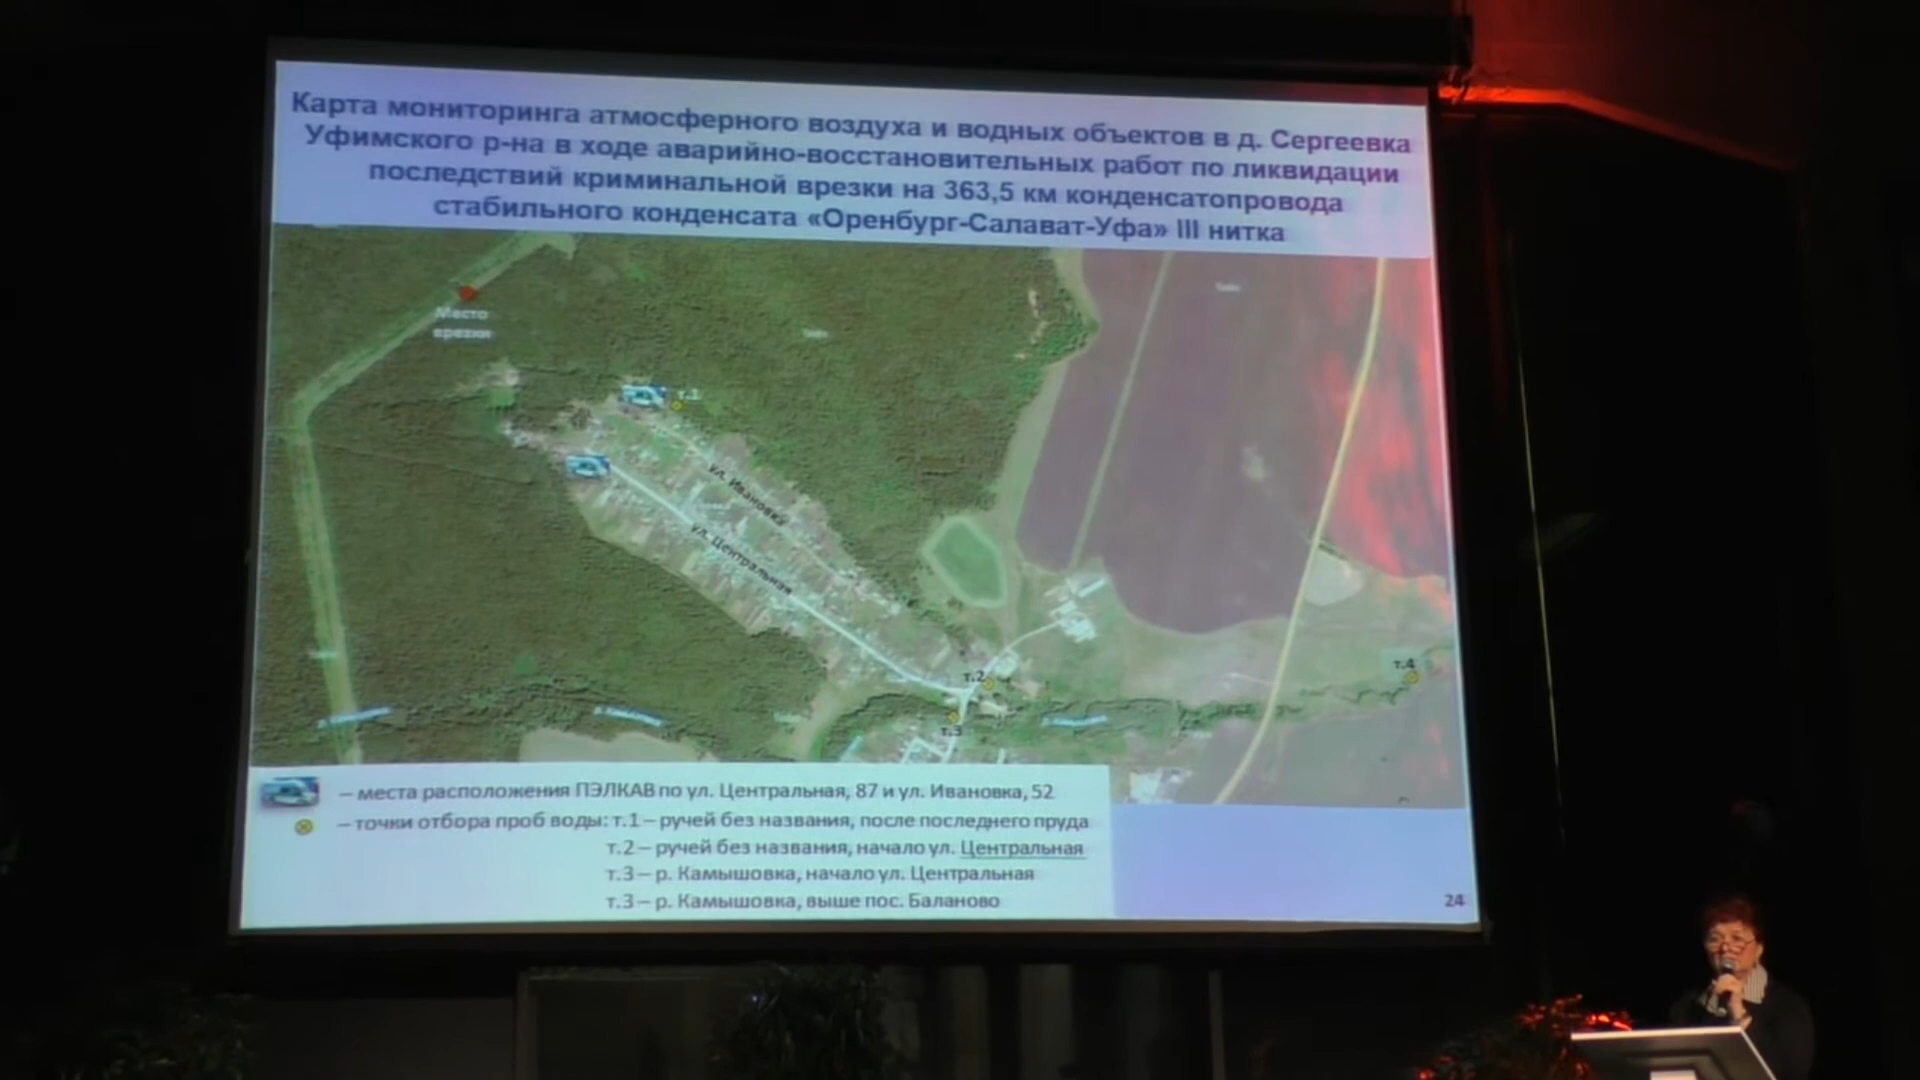 Карта мониторинга атмосферного воздуха и водных объектов в д. Сергеевка
Уфимского р-на в ходе аварийно-восстановительных работ по ликвидации
последствий криминальной врезки на 363,5 км конденсатопровода
стабильного конденсата «Оренбург-Салават-Уфа» III нитка
Место
врезки
т.1
ул. Ивановка
ул. Центральная
т.4
т.2
р. Камышовка
т.3
– места расположения ПЭЛКАВ по ул. Центральная, 87 и ул. Ивановка, 52
– точки отбора проб воды: т.1 – ручей без названия, после последнего пруда
т.2 – ручей без названия, начало ул. Центральная
т.3 – р. Камышовка, начало ул. Центральная
т.3 – р. Камышовка, выше пос. Баланово
24